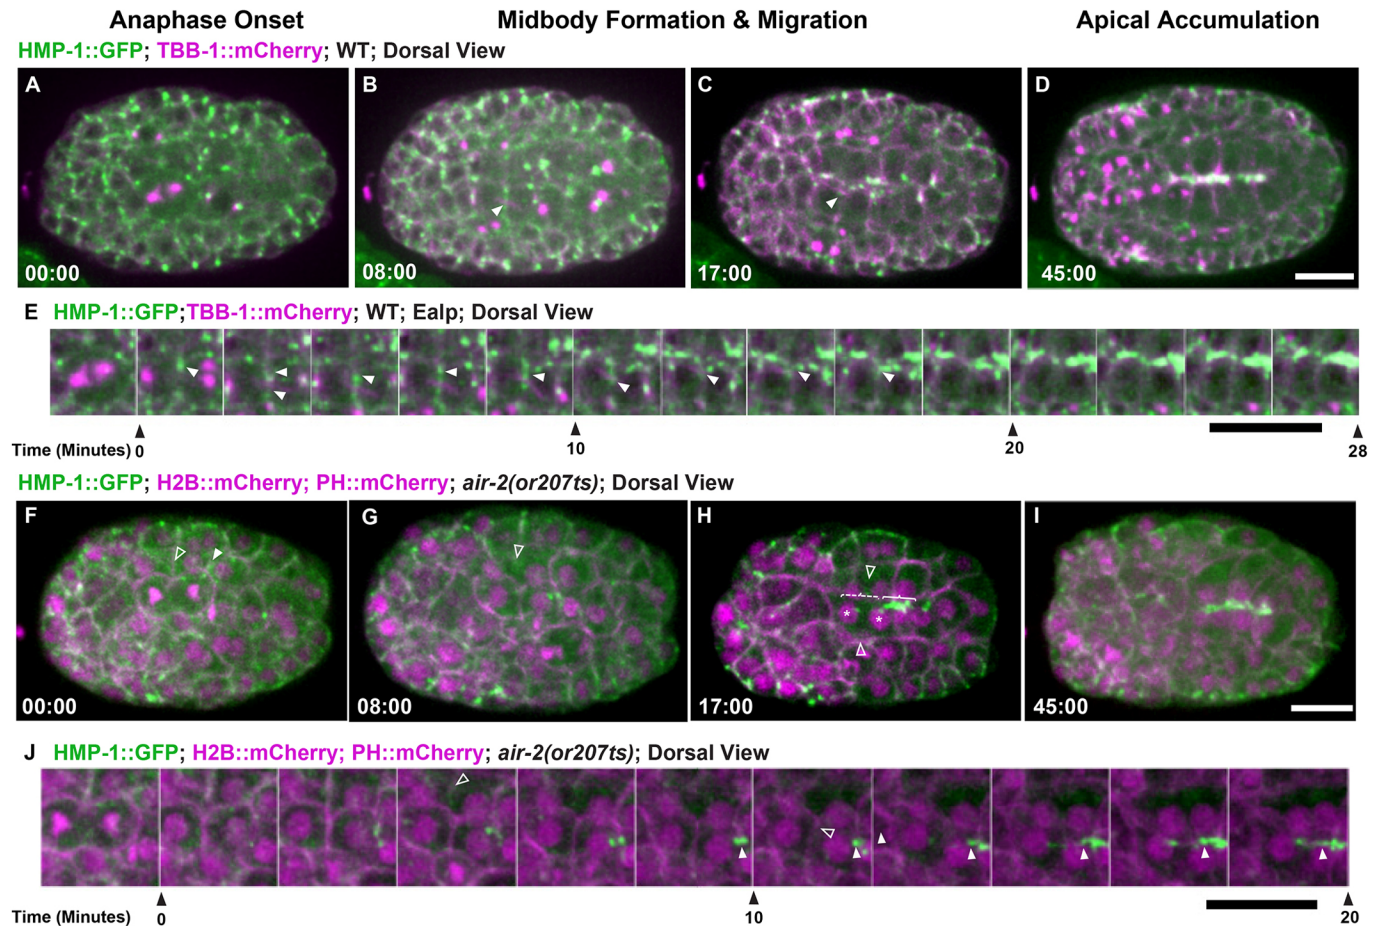 Anaphase Onset Midbody Formation & Migration Apical Accumulation
HMP-1::GFP; TBB-1::mCherry; WT; Dorsal View
A B C D
00:00 08:00 17:00 45:00
E HMP-1::GFP;TBB-1::mCherry; WT; Ealp; Dorsal View
Time (Minutes) 0 10 20 28
HMP-1::GFP; H2B::mCherry; PH::mCherry; air-2(or207ts); Dorsal View
F G H I
* *
00:00 08:00 17:00 45:00
J HMP-1::GFP; H2B::mCherry; PH::mCherry; air-2(or207ts); Dorsal View
Time (Minutes) 0 10 20